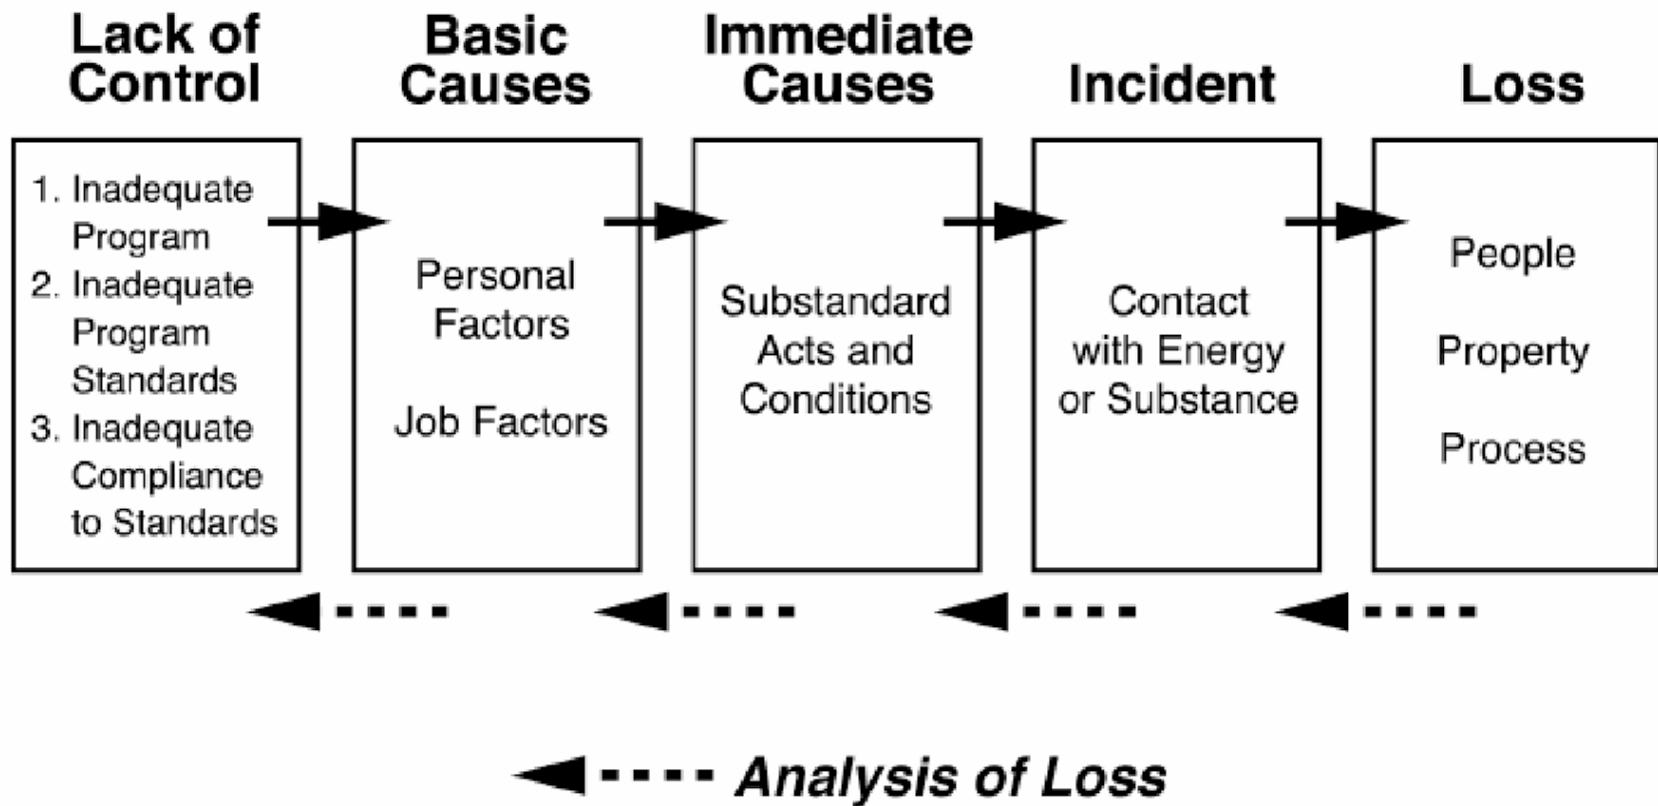 Lack of
Control
Basic
Causes
Immediate
Causes
Incident
Loss
1. Inadequate
Program
2. Inadequate
Program
Standards
3. Inadequate
Compliance
to Standards
Personal
Factors
Job Factors
Substandard
Acts and
Conditions
Contact
with Energy
or Substance
People
Property
Process
Analysis of Loss